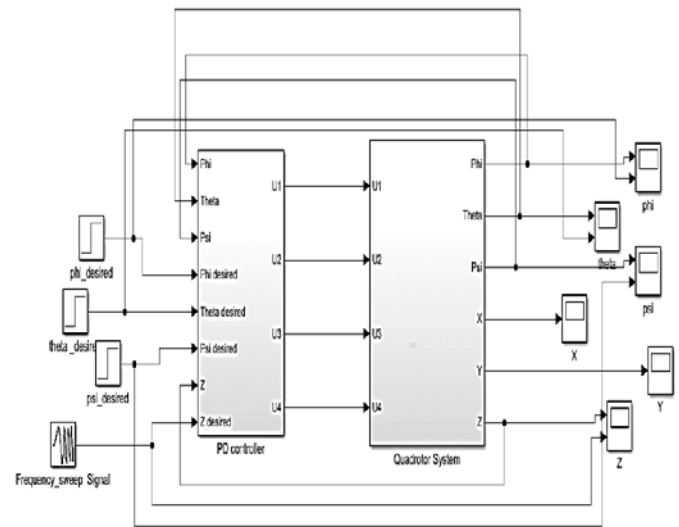 phi_desired
theta_desire
psi_desired
Frequency_sweep Signal
Phi
Theta
Psi
Phi desired
Theta desired
Psi desired
Z
Z desired
U1
U2
U3
U4
PD controller
U1
U2
U3
U4
Phi
Theta
Psi
X
Y
Z
Quadrotor System
phi
theta
psi
X
Y
Z